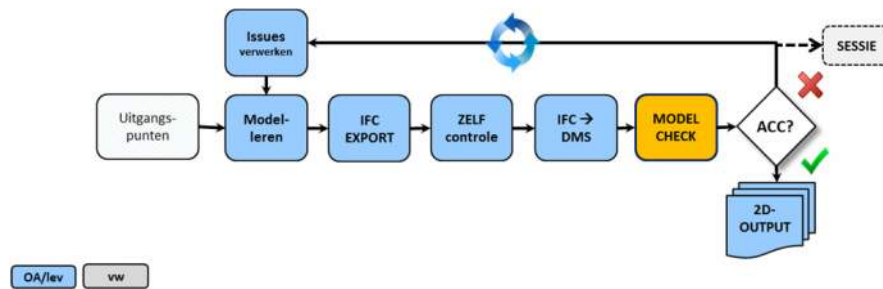 Issues
verwerken
SESSIE
Uitgangs-
punten
Model-
leren
IFC
EXPORT
ZELF
controle
IFC →
DMS
MODEL
CHECK
ACC?
2D-
OUTPUT
OA/lev
vw